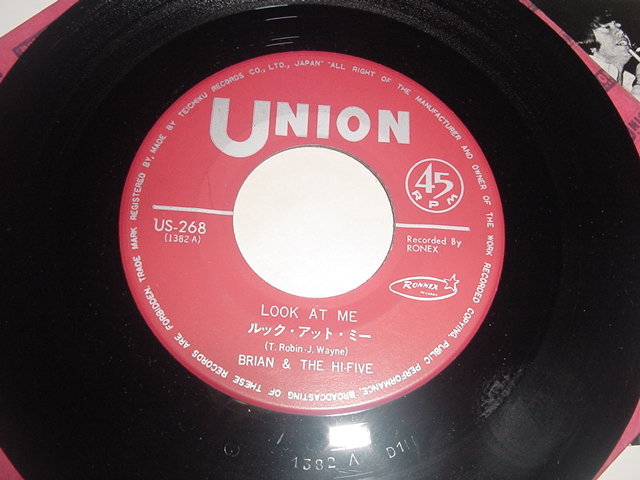 TRADE MARK REGISTERED BY, MADE BY TEICHIKU RECORDS CO., LTD., JAPAN "ALL RIGHT OF THE MANUFACTURER AND OWNER OF THE WORK RECORDED COPYING, PUBLIC PERFORMANCE, BROADCASTING OF THESE RECORDS ARE FORBIDDEN.
UNION
45
RPM
US-268
(1382-A)
Recorded By
RONEX
RONNEX
RECORDS
LOOK AT ME
ルック・アット・ミー
(T. Robin-J. Wayne)
BRIAN & THE HI-FIVE
1382 A